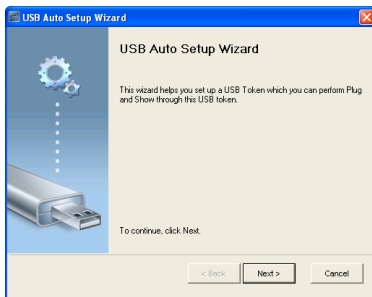 USB Auto Setup Wizard
USB Auto Setup Wizard
This wizard helps you set up a USB Token which you can perform Plug
and Show through this USB token.
To continue, click Next.
< Back
Next >
Cancel